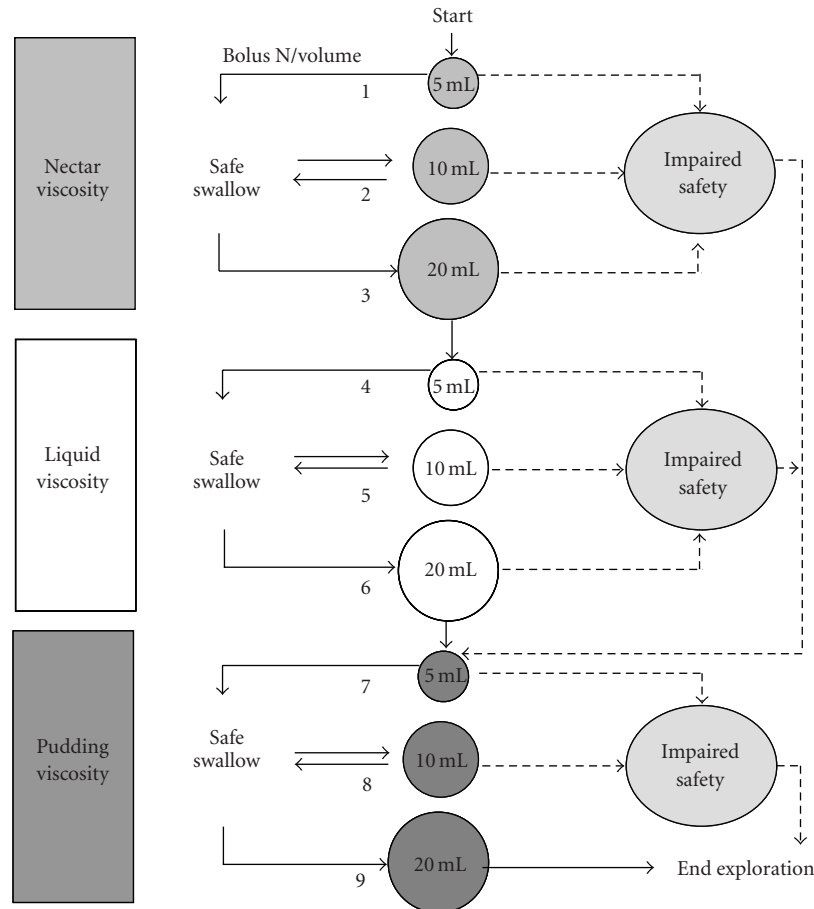 Start
Bolus N/volume
5 mL
1
Nectar
viscosity
Safe
swallow
10 mL
2
Impaired
safety
20 mL
3
4
5 mL
Liquid
viscosity
Safe
swallow
10 mL
5
Impaired
safety
20 mL
6
5 mL
7
Pudding
viscosity
Safe
swallow
10 mL
8
Impaired
safety
20 mL
9
End exploration